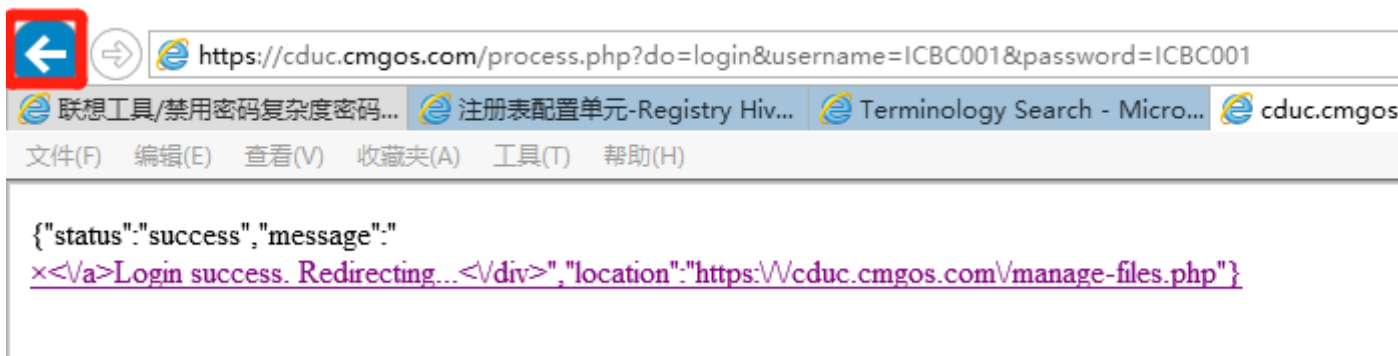 https://cduc.cmgos.com/process.php?do=login&username=ICBC001&password=ICBC001
联想工具/禁用密码复杂度密码... 注册表配置单元-Registry Hiv... Terminology Search - Micro... cduc.cmgos
文件(F) 编辑(E) 查看(V) 收藏夹(A) 工具(T) 帮助(H)
{"status":"success","message":"
×<\/a>Login success. Redirecting...<\/div>","location":"https:\/\/cduc.cmgos.com\/manage-files.php"}